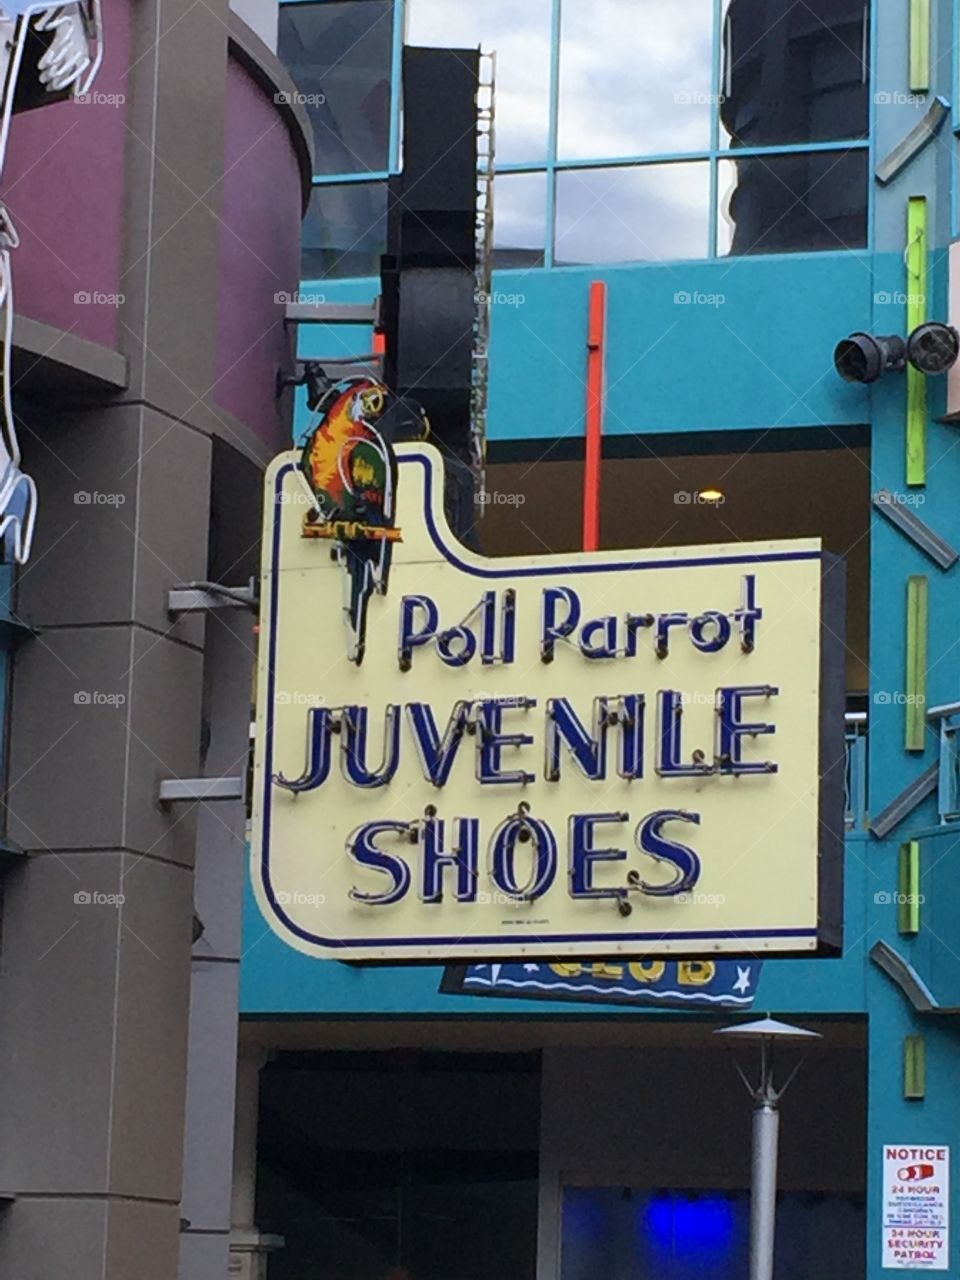 Poll Parrot
JUVENILE
SHOES
CLUB
NOTICE
24 HOUR
24 HOUR
SECURITY
PATROL